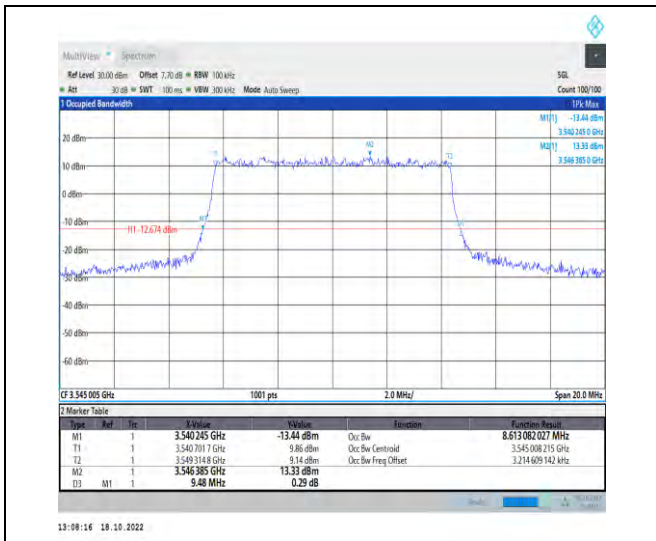 MultiView Spectrum
Ref Level 30.00 dBm Offset 7.70 dB RBW 100 kHz SGL
Att 30 dB SWT 100 ms VBW 300 kHz Mode Auto Sweep Count 100/100
1 Occupied Bandwidth 1Pk Max
M1[1] -13.44 dBm
3.540 245 0 GHz
M2[1] 13.33 dBm
3.546 385 0 GHz
20 dBm
10 dBm
0 dBm
-10 dBm
-20 dBm
-30 dBm
-40 dBm
-50 dBm
-60 dBm
T1
M2
T2
M1
H1 -12.674 dBm
CF 3.545 005 GHz 1001 pts 2.0 MHz/ Span 20.0 MHz
2 Marker Table
Type Ref Trc X-Value Y-Value Function Function Result
M1 1 3.540 245 GHz -13.44 dBm Occ Bw 8.613 082 027 MHz
T1 1 3.540 701 7 GHz 9.86 dBm Occ Bw Centroid 3.545 008 215 GHz
T2 1 3.549 314 8 GHz 9.14 dBm Occ Bw Freq Offset 3.214 609 142 kHz
M2 1 3.546 385 GHz 13.33 dBm
D3 M1 1 9.48 MHz 0.29 dB
13:08:16 18.10.2022